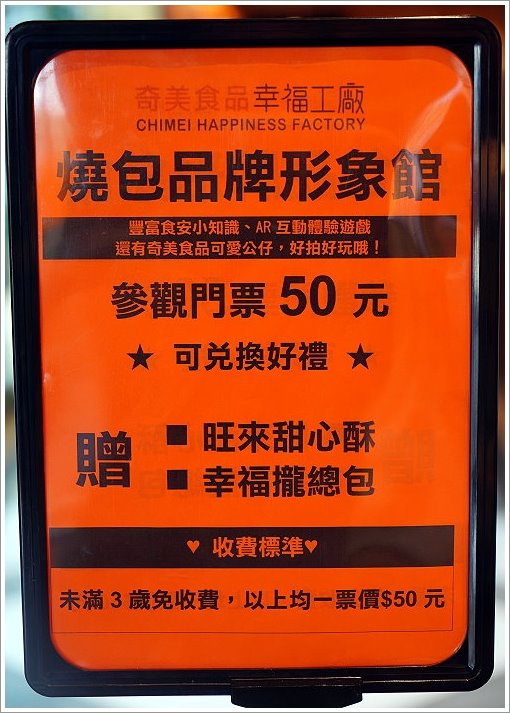 奇美食品幸福工廠
CHIMEI HAPPINESS FACTORY
燒包品牌形象館
豐富食安小知識、AR 互動體驗遊戲
還有奇美食品可愛公仔，好拍好玩哦！
參觀門票 50 元
★ 可兌換好禮 ★
贈
■ 旺來甜心酥
■ 幸福攏總包
♥ 收費標準♥
未滿 3 歲免收費，以上均一票價$50 元